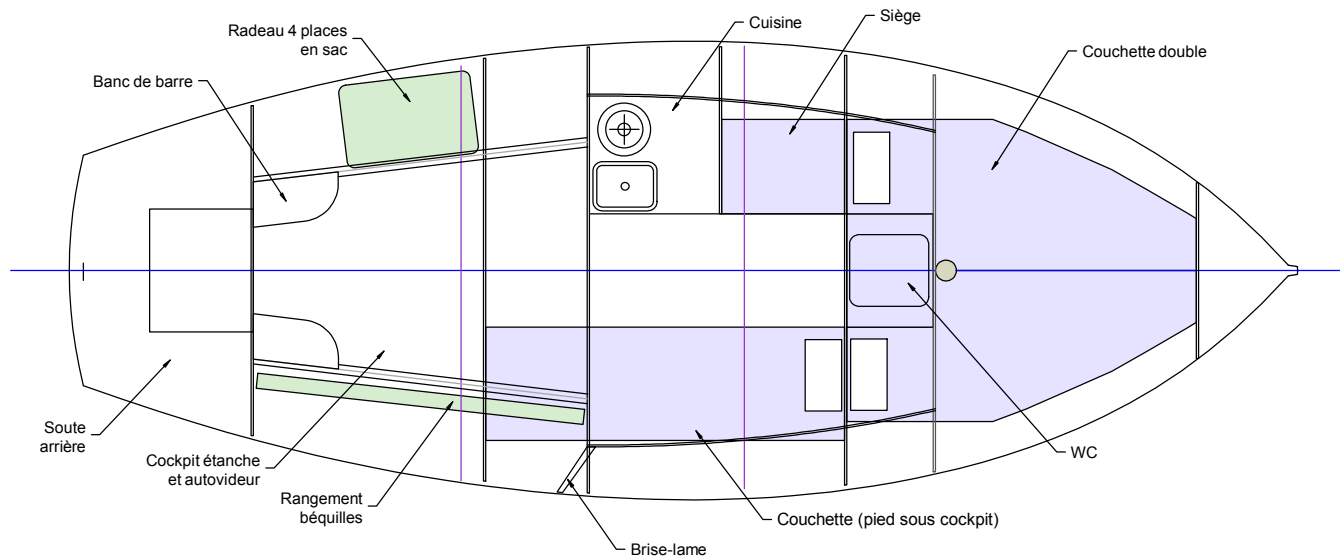 Radeau 4 places
en sac
Cuisine
Siège
Couchette double
Banc de barre
Soute
arrière
Cockpit étanche
et autovideur
Rangement
béquilles
Brise-lame
Couchette (pied sous cockpit)
WC